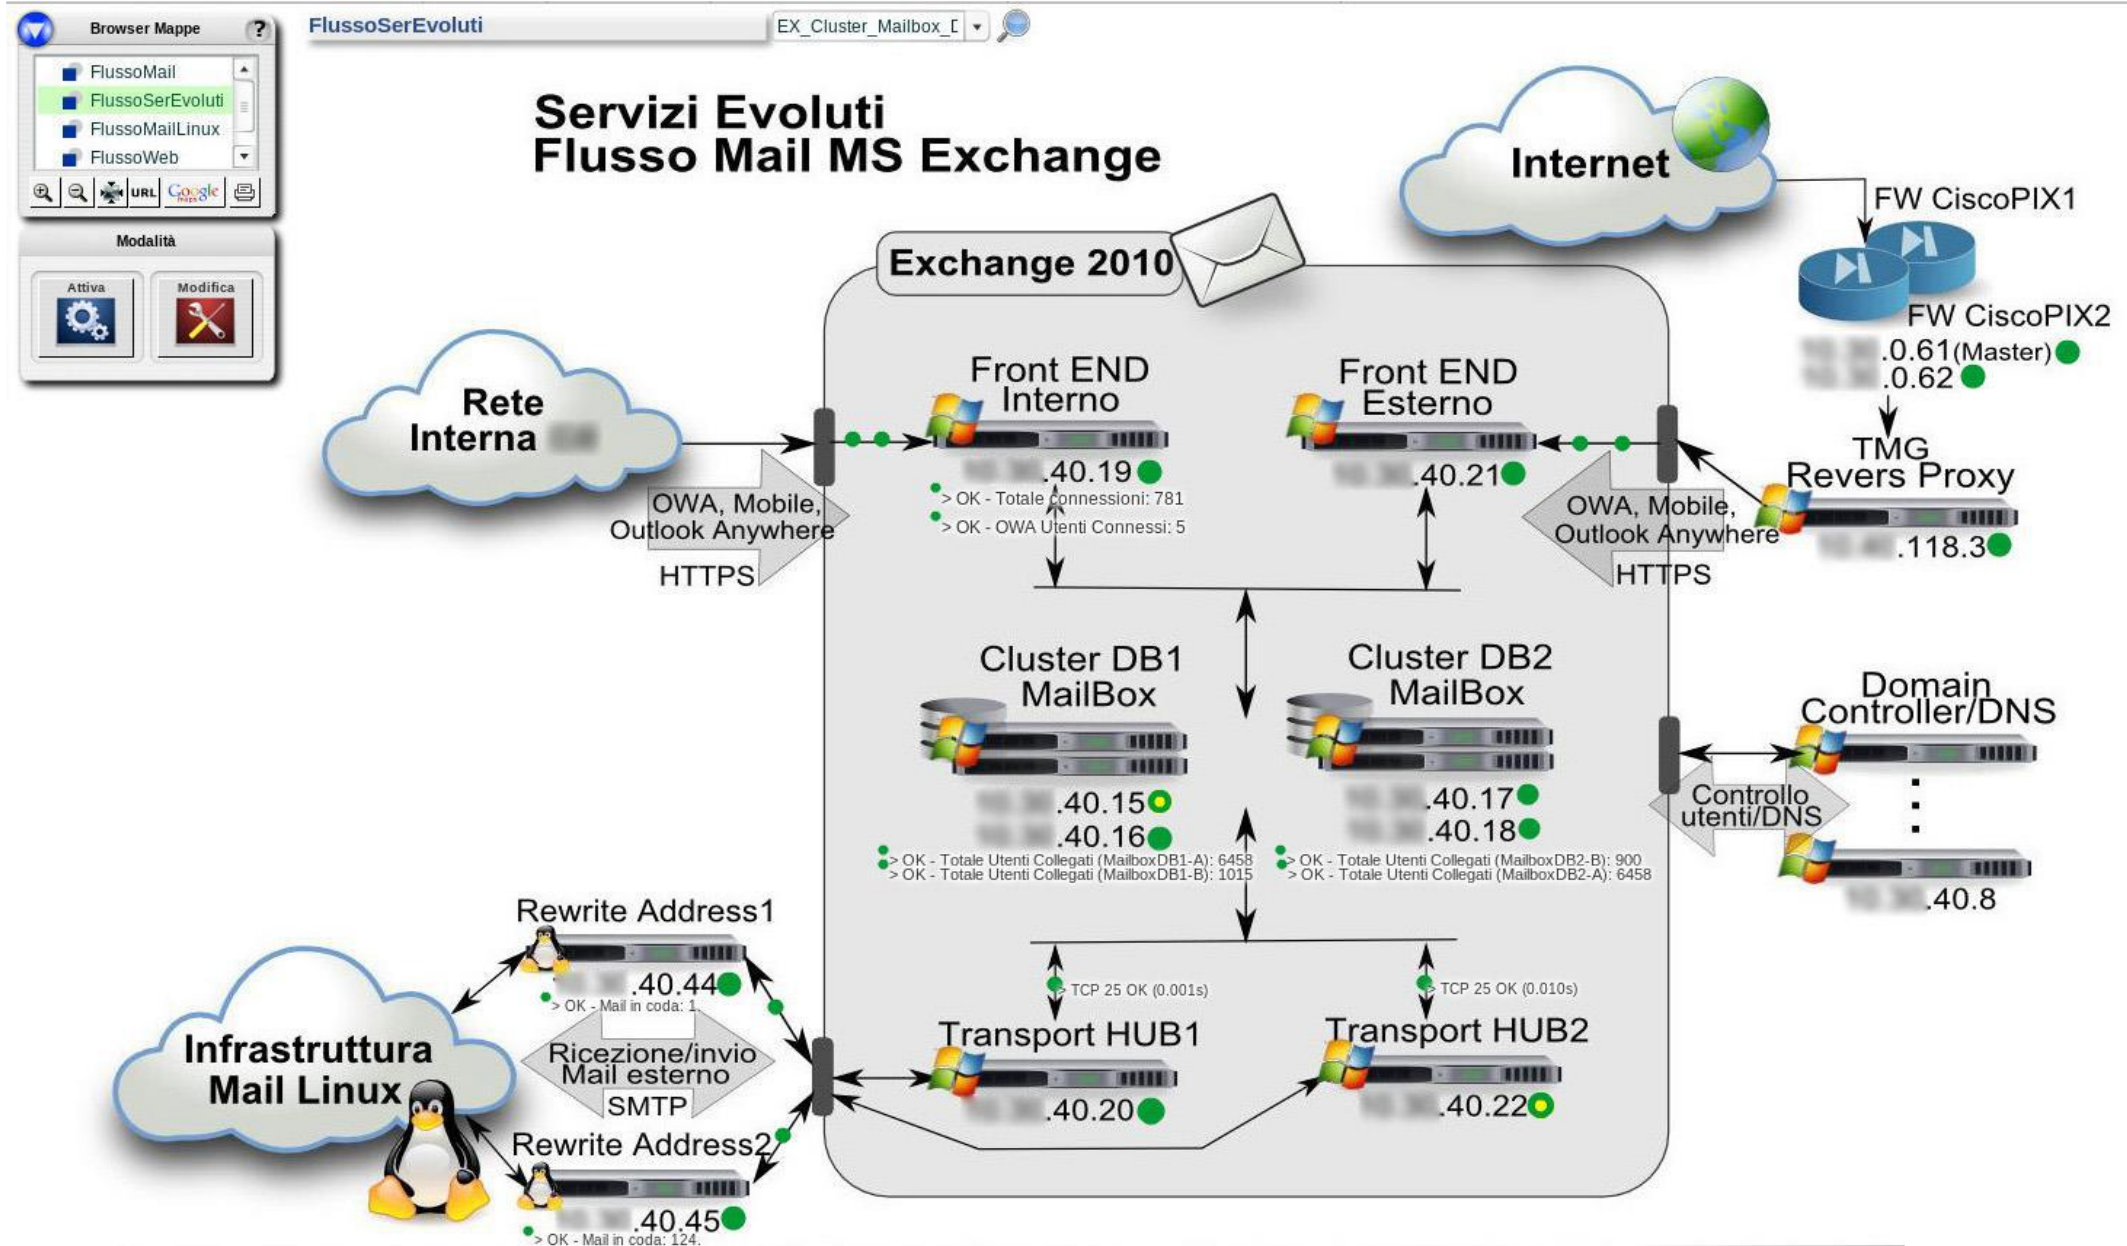 Browser Mappe
?
FlussoMail
FlussoSerEvoluti
FlussoMailLinux
FlussoWeb
URL
Google
maps
Modalità
Attiva
Modifica
FlussoSerEvoluti
EX_Cluster_Mailbox_D
Servizi Evoluti
Flusso Mail MS Exchange
Internet
FW CiscoPIX1
FW CiscoPIX2
.0.61(Master)
.0.62
Exchange 2010
Rete
Interna
Front END
Interno
.40.19
> OK - Totale connessioni: 781
> OK - OWA Utenti Connessi: 5
Front END
Esterno
.40.21
TMG
Revers Proxy
.118.3
OWA, Mobile,
Outlook Anywhere
HTTPS
OWA, Mobile,
Outlook Anywhere
HTTPS
Cluster DB1
MailBox
.40.15
.40.16
> OK - Totale Utenti Collegati (MailboxDB1-A): 6458
> OK - Totale Utenti Collegati (MailboxDB1-B): 1015
Cluster DB2
MailBox
.40.17
.40.18
> OK - Totale Utenti Collegati (MailboxDB2-B): 900
> OK - Totale Utenti Collegati (MailboxDB2-A): 6458
Domain
Controller/DNS
Controllo
utenti/DNS
.40.8
Rewrite Address1
.40.44
> OK - Mail in coda: 1.
Infrastruttura
Mail Linux
Ricezione/invio
Mail esterno
SMTP
Rewrite Address2
.40.45
> OK - Mail in coda: 124.
> TCP 25 OK (0.001s)
> TCP 25 OK (0.010s)
Transport HUB1
.40.20
Transport HUB2
.40.22